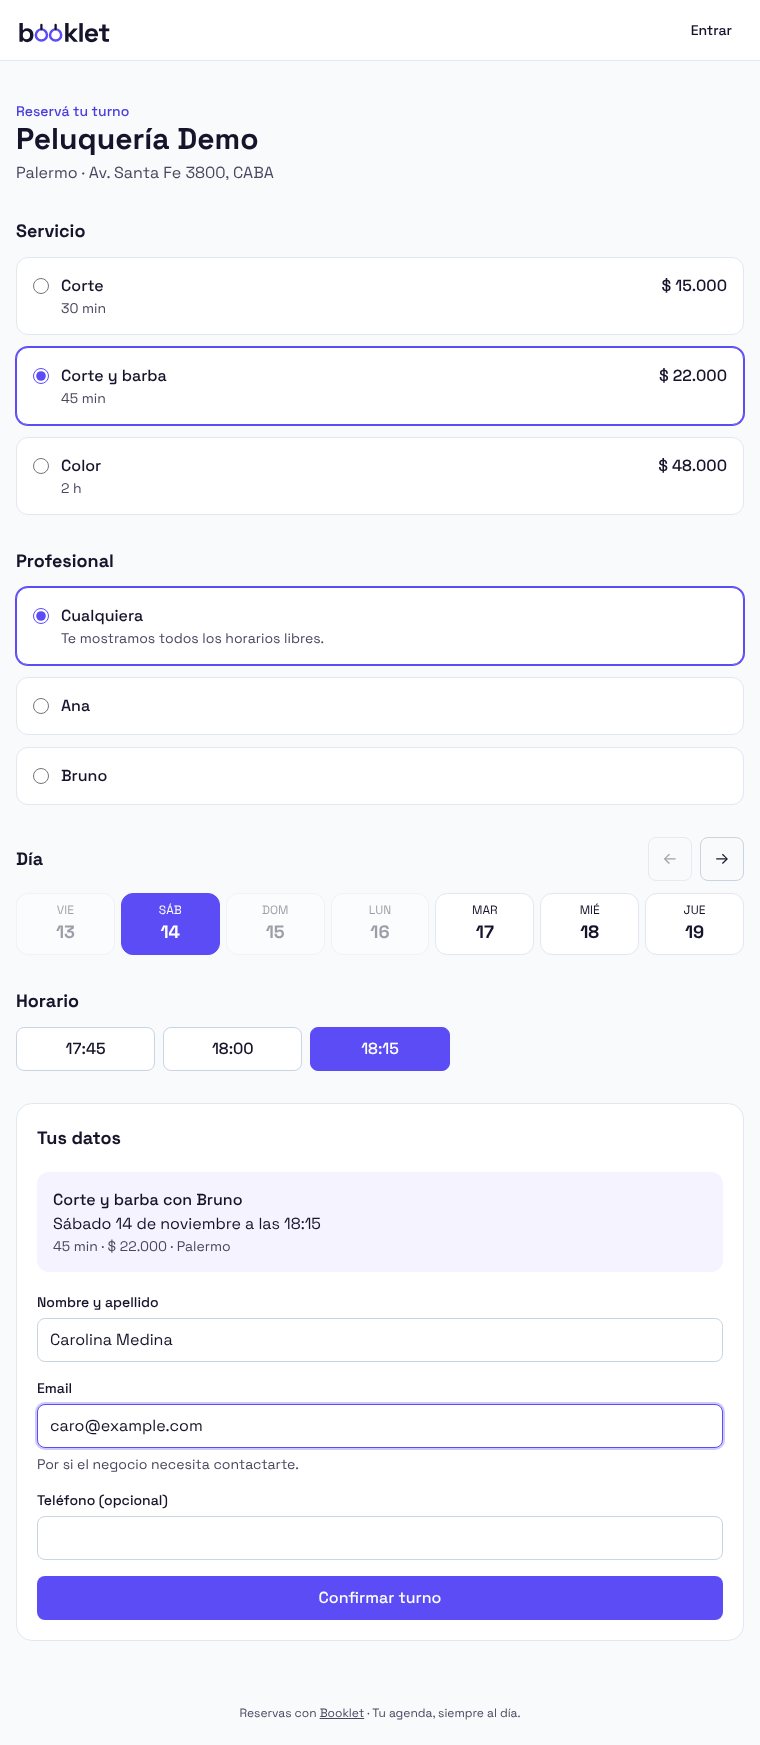 booklet
Entrar
Reservá tu turno
Peluquería Demo
Palermo · Av. Santa Fe 3800, CABA
Servicio
Corte $ 15.000
30 min
Corte y barba $ 22.000
45 min
Color $ 48.000
2 h
Profesional
Cualquiera
Te mostramos todos los horarios libres.
Ana
Bruno
Día ← →
VIE SÁB DOM LUN MAR MIÉ JUE
13 14 15 16 17 18 19
Horario
17:45 18:00 18:15
Tus datos
Corte y barba con Bruno
Sábado 14 de noviembre a las 18:15
45 min · $ 22.000 · Palermo
Nombre y apellido
Carolina Medina
Email
caro@example.com
Por si el negocio necesita contactarte.
Teléfono (opcional)
Confirmar turno
Reservas con Booklet · Tu agenda, siempre al día.